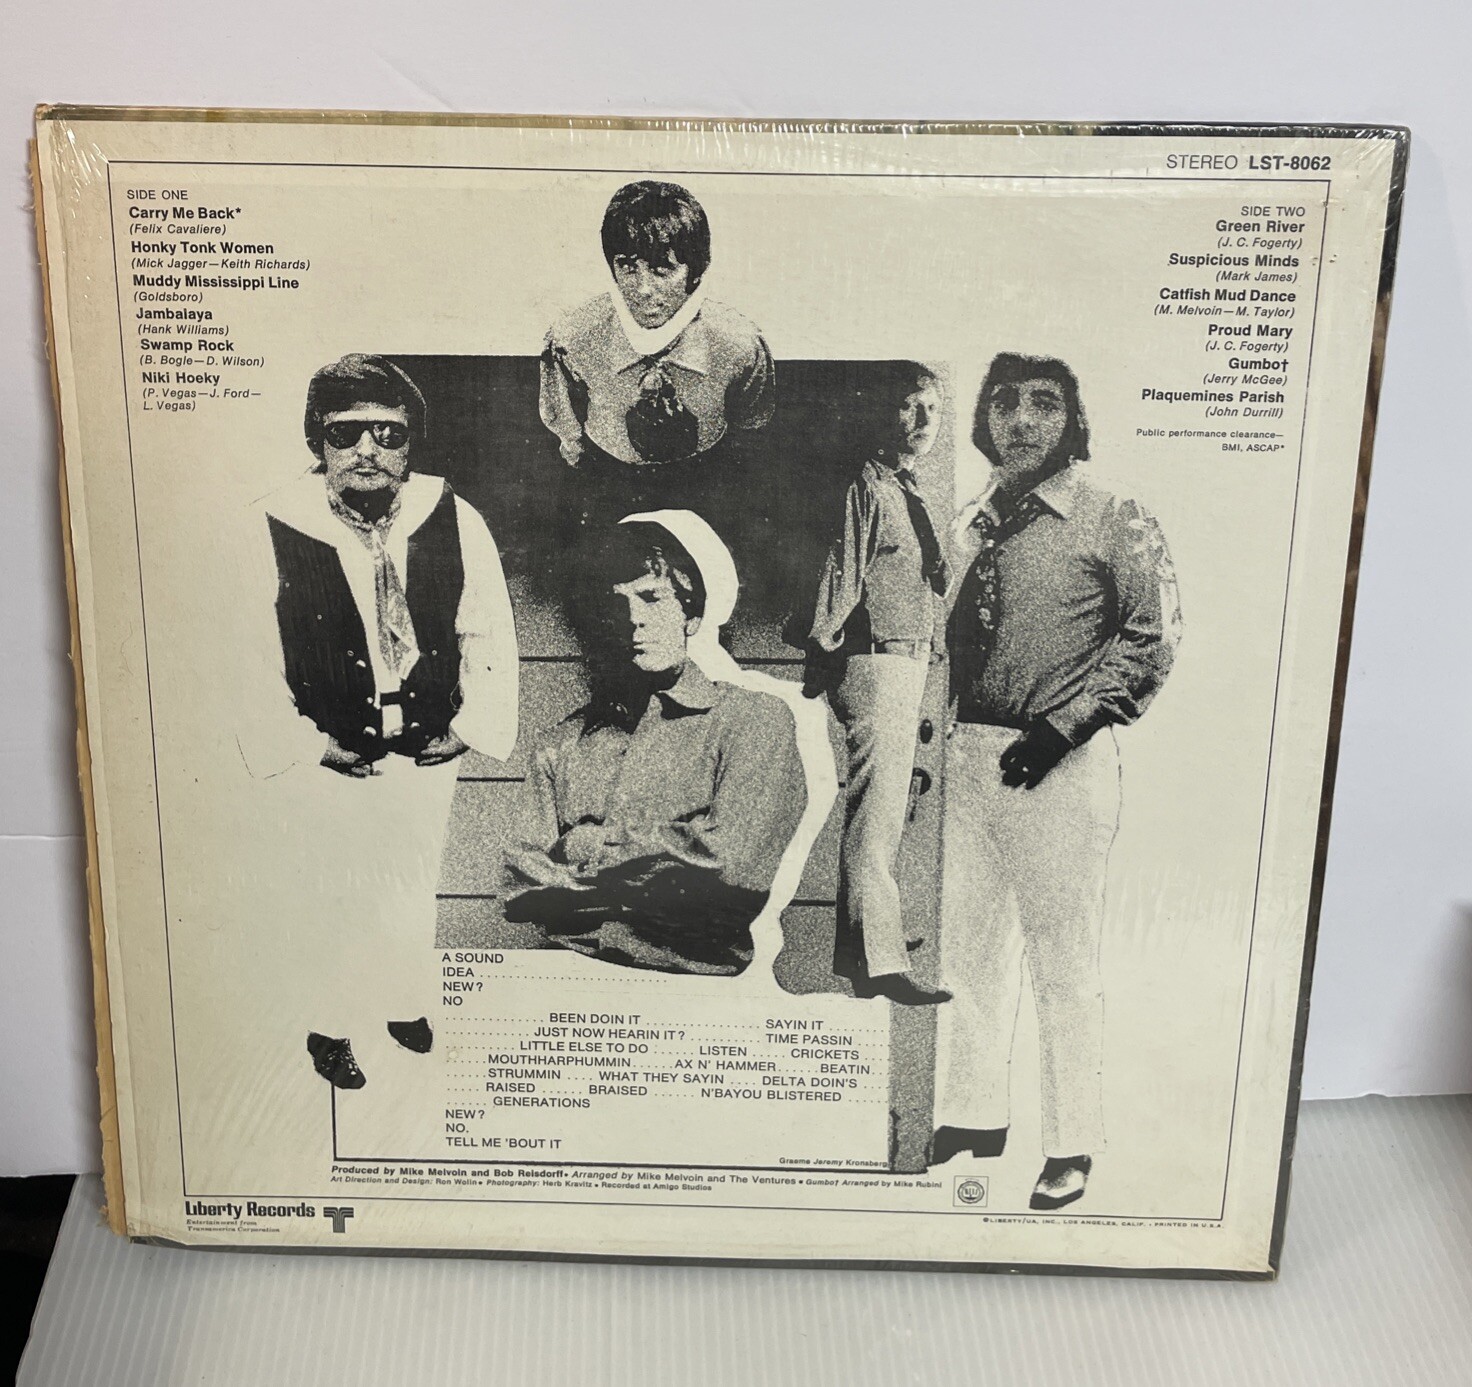 STEREO LST-8062
SIDE ONE
Carry Me Back*
(Felix Cavaliere)
Honky Tonk Women
(Mick Jagger—Keith Richards)
Muddy Mississippi Line
(Goldsboro)
Jambalaya
(Hank Williams)
Swamp Rock
(B. Bogle—D. Wilson)
Niki Hoeky
(P. Vegas—J. Ford—
L. Vegas)
SIDE TWO
Green River
(J. C. Fogerty)
Suspicious Minds
(Mark James)
Catfish Mud Dance
(M. Melvoin—M. Taylor)
Proud Mary
(J. C. Fogerty)
Gumbo†
(Jerry McGee)
Plaquemines Parish
(John Durrill)
Public performance clearance—
BMI, ASCAP*
A SOUND
IDEA ..........................
NEW?
NO
............. BEEN DOIN IT ................ SAYIN IT ........
............ JUST NOW HEARIN IT? .......... TIME PASSIN ....
.......... LITTLE ELSE TO DO ...... LISTEN ..... CRICKETS ....
......MOUTHHARPHUMMIN......AX N' HAMMER......BEATIN..
......STRUMMIN .... WHAT THEY SAYIN .... DELTA DOIN'S ....
...... RAISED ...... BRAISED ...... N'BAYOU BLISTERED ......
...... GENERATIONS
NEW?
NO.
TELL ME 'BOUT IT
Graeme Jeremy Kronsberg
Produced by Mike Melvoin and Bob Reisdorff • Arranged by Mike Melvoin and The Ventures • Gumbo† Arranged by Mike Rubini
Art Direction and Design: Ron Wolin • Photography: Herb Kravitz • Recorded at Amigo Studios
Liberty Records
Entertainment from
Transamerica Corporation
©LIBERTY/UA, INC., LOS ANGELES, CALIF. • PRINTED IN U.S.A.